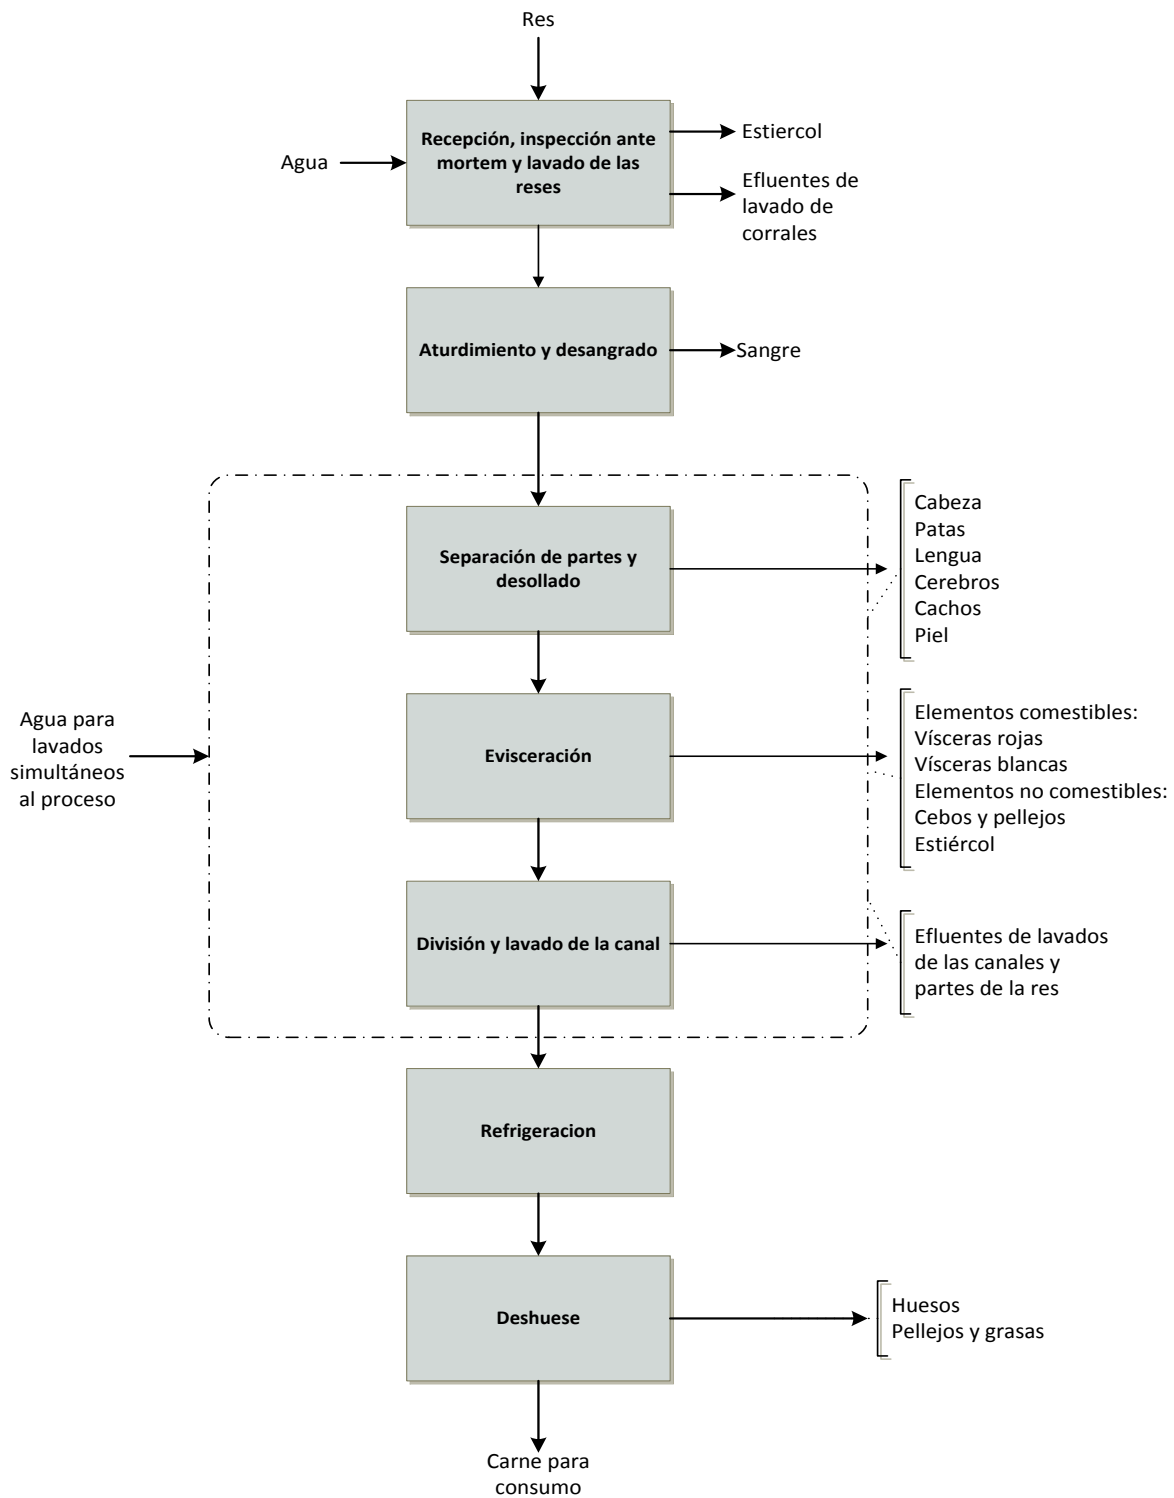 Res
Recepción, inspección ante
mortem y lavado de las
reses
Agua
Estiercol
Efluentes de
lavado de
corrales
Aturdimiento y desangrado
Sangre
Separación de partes y
desollado
Cabeza
Patas
Lengua
Cerebros
Cachos
Piel
Agua para
lavados
simultáneos
al proceso
Evisceración
Elementos comestibles:
Vísceras rojas
Vísceras blancas
Elementos no comestibles:
Cebos y pellejos
Estiércol
División y lavado de la canal
Efluentes de lavados
de las canales y
partes de la res
Refrigeracion
Deshuese
Huesos
Pellejos y grasas
Carne para
consumo